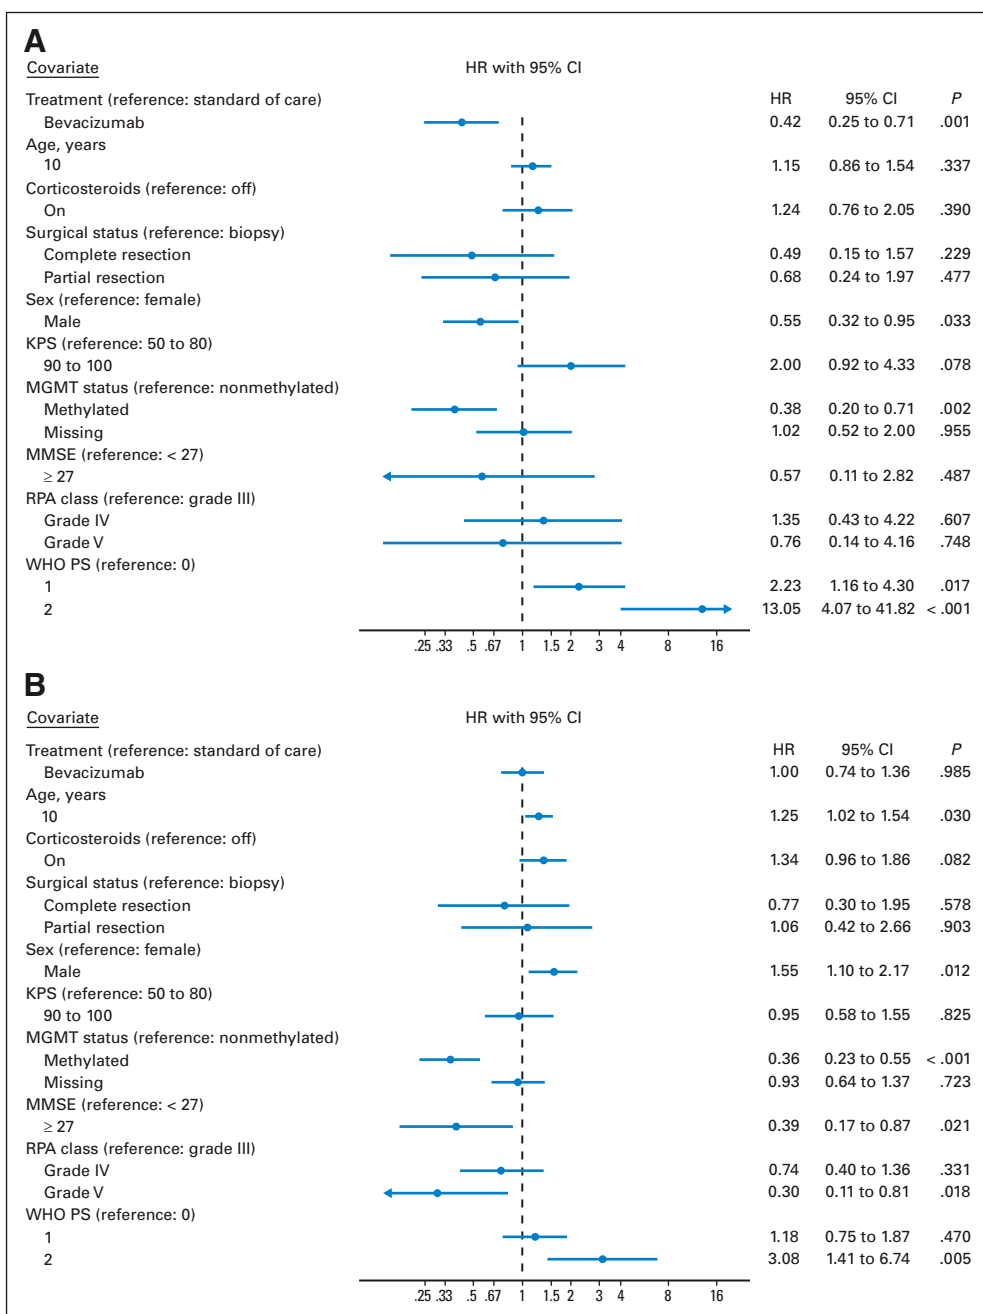 A
Covariate HR with 95% CI
HR 95% CI P
Treatment (reference: standard of care)
Bevacizumab 0.42 0.25 to 0.71 .001
Age, years
10 1.15 0.86 to 1.54 .337
Corticosteroids (reference: off)
On 1.24 0.76 to 2.05 .390
Surgical status (reference: biopsy)
Complete resection 0.49 0.15 to 1.57 .229
Partial resection 0.68 0.24 to 1.97 .477
Sex (reference: female)
Male 0.55 0.32 to 0.95 .033
KPS (reference: 50 to 80)
90 to 100 2.00 0.92 to 4.33 .078
MGMT status (reference: nonmethylated)
Methylated 0.38 0.20 to 0.71 .002
Missing 1.02 0.52 to 2.00 .955
MMSE (reference: < 27)
≥ 27 0.57 0.11 to 2.82 .487
RPA class (reference: grade III)
Grade IV 1.35 0.43 to 4.22 .607
Grade V 0.76 0.14 to 4.16 .748
WHO PS (reference: 0)
1 2.23 1.16 to 4.30 .017
2 13.05 4.07 to 41.82 < .001
.25 .33 .5 .67 1 1.5 2 3 4 8 16
B
Covariate HR with 95% CI
Treatment (reference: standard of care) HR 95% CI P
Bevacizumab 1.00 0.74 to 1.36 .985
Age, years
10 1.25 1.02 to 1.54 .030
Corticosteroids (reference: off)
On 1.34 0.96 to 1.86 .082
Surgical status (reference: biopsy)
Complete resection 0.77 0.30 to 1.95 .578
Partial resection 1.06 0.42 to 2.66 .903
Sex (reference: female)
Male 1.55 1.10 to 2.17 .012
KPS (reference: 50 to 80)
90 to 100 0.95 0.58 to 1.55 .825
MGMT status (reference: nonmethylated)
Methylated 0.36 0.23 to 0.55 < .001
Missing 0.93 0.64 to 1.37 .723
MMSE (reference: < 27)
≥ 27 0.39 0.17 to 0.87 .021
RPA class (reference: grade III)
Grade IV 0.74 0.40 to 1.36 .331
Grade V 0.30 0.11 to 0.81 .018
WHO PS (reference: 0)
1 1.18 0.75 to 1.87 .470
2 3.08 1.41 to 6.74 .005
.25 .33 .5 .67 1 1.5 2 3 4 8 16